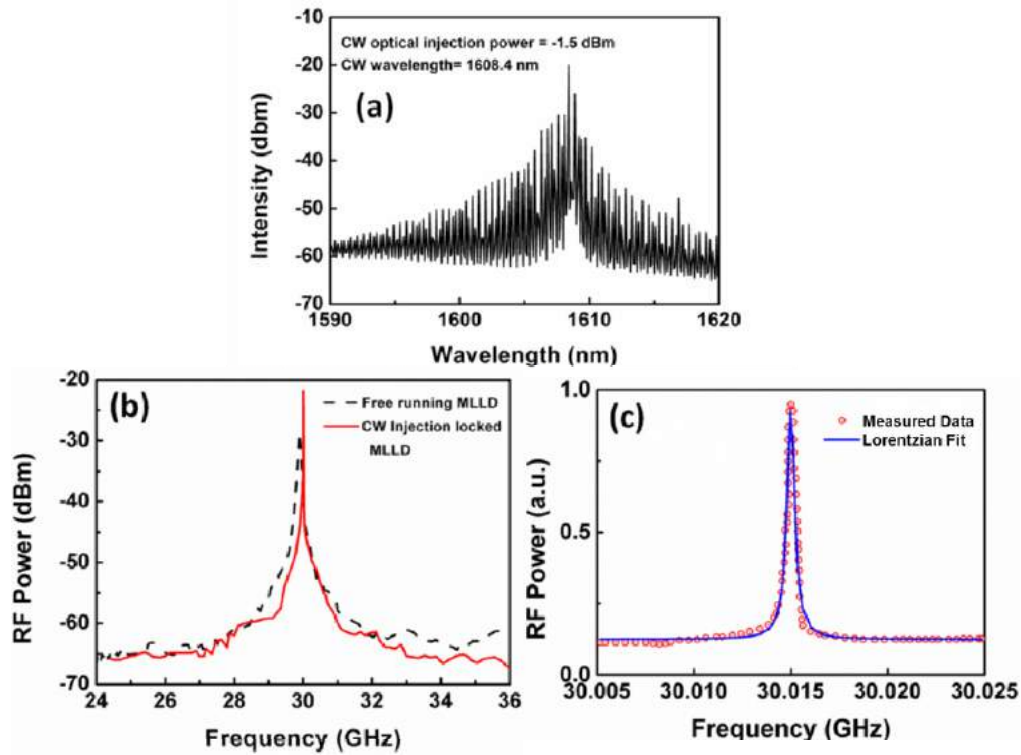 -10
CW optical injection power = -1.5 dBm
-20
CW wavelength= 1608.4 nm
(a)
-30
-40
-50
-60
-70
Intensity (dbm)
1590 1600 1610 1620
Wavelength (nm)
-20
(b)
Free running MLLD
-30
CW Injection locked
MLLD
-40
-50
-60
-70
RF Power (dBm)
24 26 28 30 32 34 36
Frequency (GHz)
1.0
(c)
Measured Data
Lorentzian Fit
0.5
0.0
RF Power (a.u.)
30.005 30.010 30.015 30.020 30.025
Frequency (GHz)